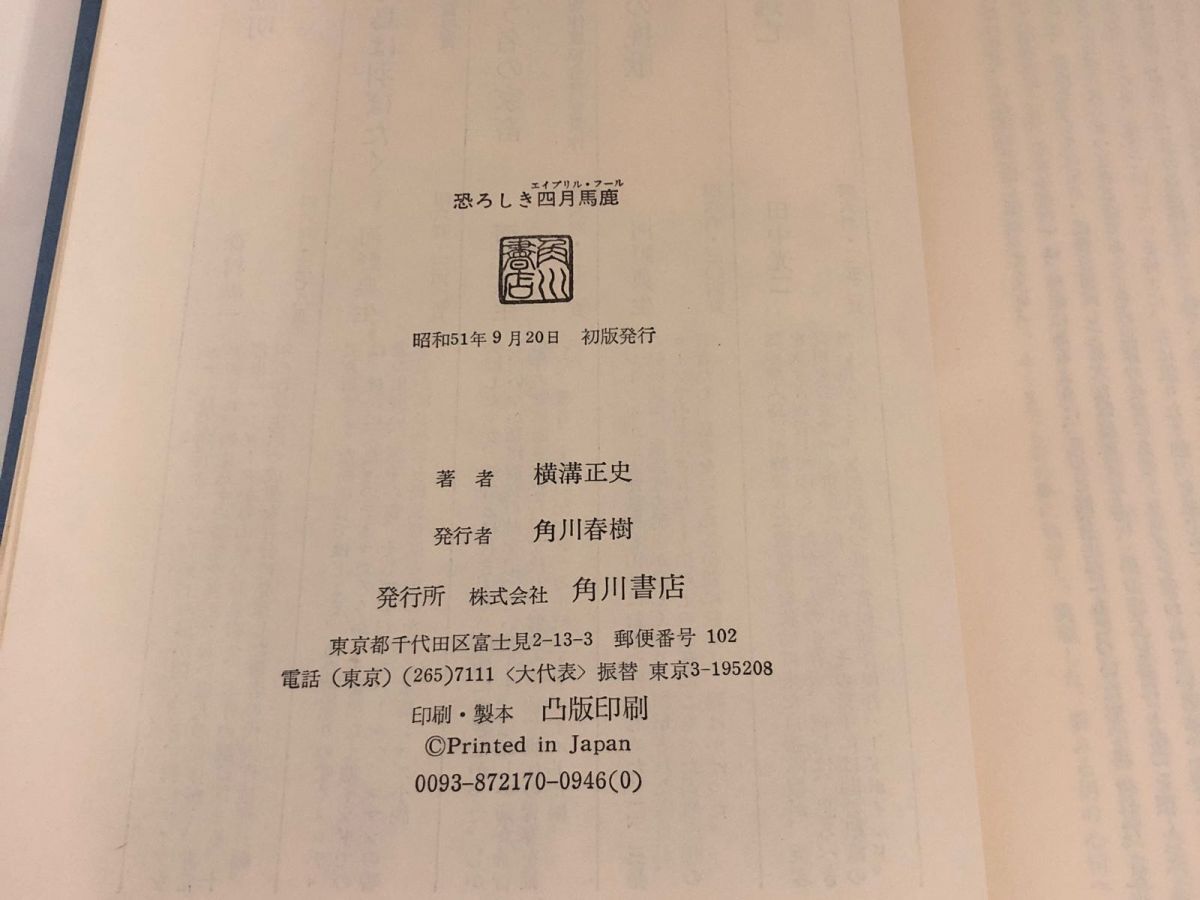 エイプリル・フール
恐ろしき四月馬鹿
角川書店
昭和51年9月20日 初版発行
著者 横溝正史
発行者 角川春樹
発行所 株式会社 角川書店
東京都千代田区富士見2-13-3 郵便番号 102
電話(東京)(265)7111〈大代表〉振替 東京3-195208
印刷・製本 凸版印刷
©Printed in Japan
0093-872170-0946(0)